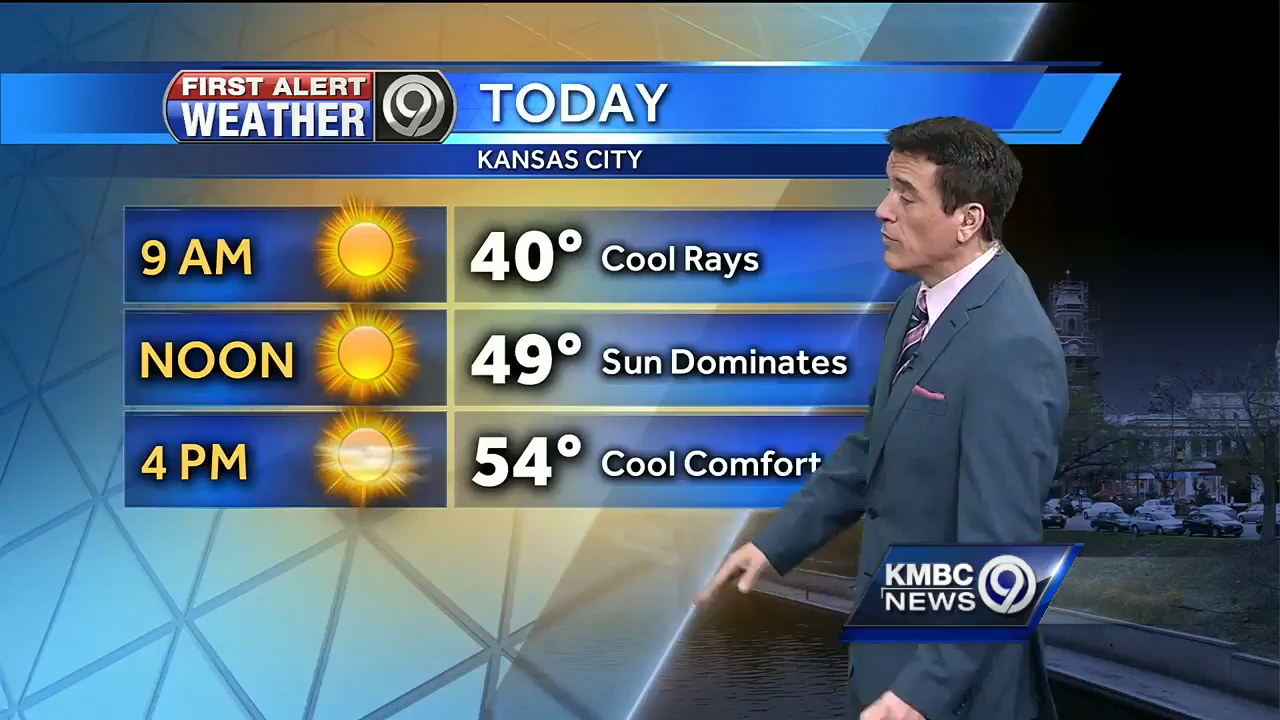 FIRST ALERT
WEATHER 9
TODAY
KANSAS CITY
9 AM
40° Cool Rays
NOON
49° Sun Dominates
4 PM
54° Cool Comfort
KMBC
NEWS 9